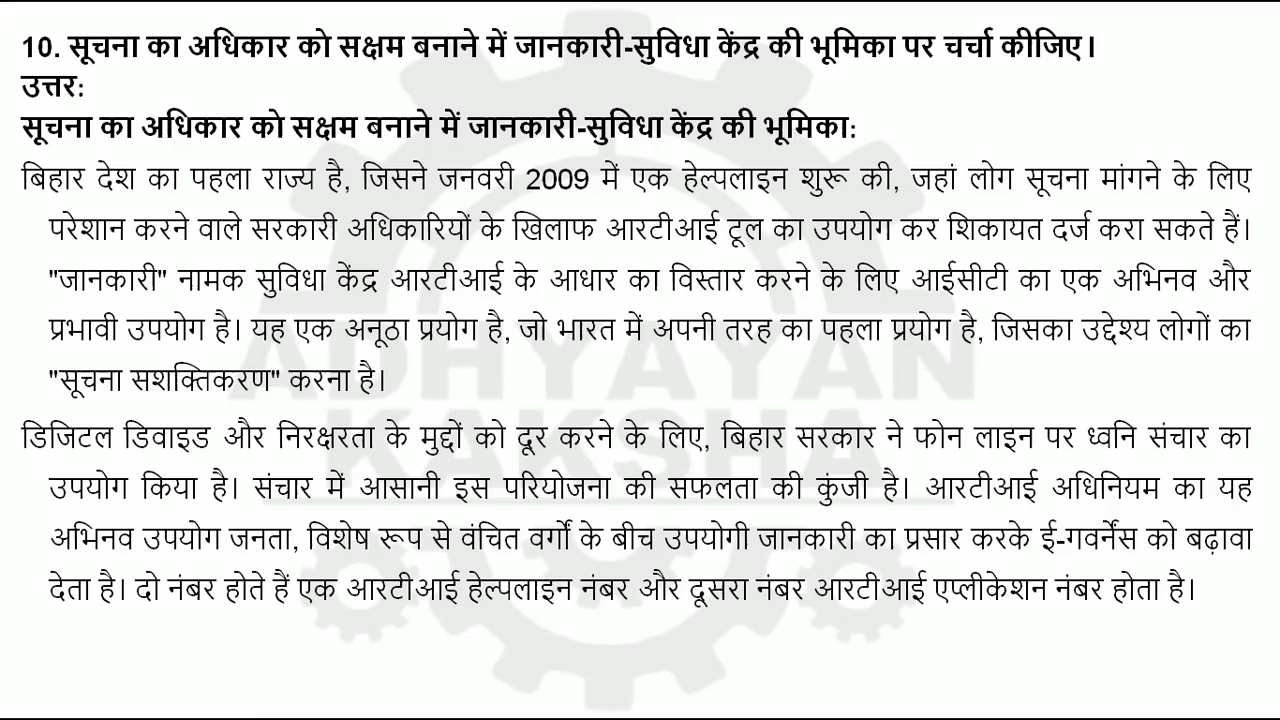 10. सूचना का अधिकार को सक्षम बनाने में जानकारी-सुविधा केंद्र की भूमिका पर चर्चा कीजिए।
उत्तर:
सूचना का अधिकार को सक्षम बनाने में जानकारी-सुविधा केंद्र की भूमिका:
बिहार देश का पहला राज्य है, जिसने जनवरी 2009 में एक हेल्पलाइन शुरू की, जहां लोग सूचना मांगने के लिए
परेशान करने वाले सरकारी अधिकारियों के खिलाफ आरटीआई टूल का उपयोग कर शिकायत दर्ज करा सकते हैं।
"जानकारी" नामक सुविधा केंद्र आरटीआई के आधार का विस्तार करने के लिए आईसीटी का एक अभिनव और
प्रभावी उपयोग है। यह एक अनूठा प्रयोग है, जो भारत में अपनी तरह का पहला प्रयोग है, जिसका उद्देश्य लोगों का
"सूचना सशक्तिकरण" करना है।
डिजिटल डिवाइड और निरक्षरता के मुद्दों को दूर करने के लिए, बिहार सरकार ने फोन लाइन पर ध्वनि संचार का
उपयोग किया है। संचार में आसानी इस परियोजना की सफलता की कुंजी है। आरटीआई अधिनियम का यह
अभिनव उपयोग जनता, विशेष रूप से वंचित वर्गों के बीच उपयोगी जानकारी का प्रसार करके ई-गवर्नेंस को बढ़ावा
देता है। दो नंबर होते हैं एक आरटीआई हेल्पलाइन नंबर और दूसरा नंबर आरटीआई एप्लीकेशन नंबर होता है।
ADHYAYAN
KAKSHA